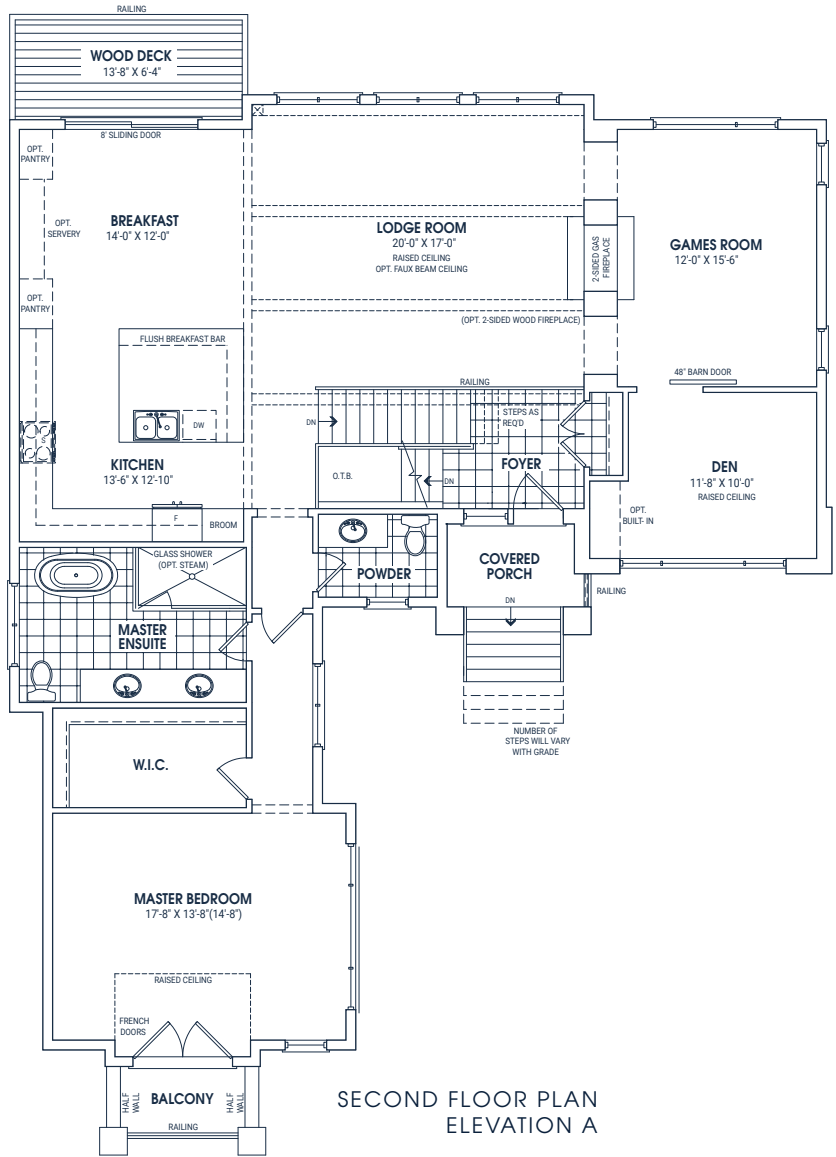 RAILING
WOOD DECK
13'-8" X 6'-4"
8' SLIDING DOOR
OPT.
PANTRY
OPT.
SERVERY
BREAKFAST
14'-0" X 12'-0"
OPT.
PANTRY
LODGE ROOM
20'-0" X 17'-0"
RAISED CEILING
OPT. FAUX BEAM CEILING
2-SIDED GAS
FIREPLACE
(OPT. 2-SIDED WOOD FIREPLACE)
GAMES ROOM
12'-0" X 15'-6"
48" BARN DOOR
FLUSH BREAKFAST BAR
DW
S
KITCHEN
13'-6" X 12'-10"
F
BROOM
RAILING
DN
STEPS AS
REQ'D
O.T.B.
DN
FOYER
DEN
11'-8" X 10'-0"
RAISED CEILING
OPT.
BUILT- IN
GLASS SHOWER
(OPT. STEAM)
MASTER
ENSUITE
POWDER
COVERED
PORCH
DN
RAILING
NUMBER OF
STEPS WILL VARY
WITH GRADE
W.I.C.
MASTER BEDROOM
17'-8" X 13'-8"(14'-8")
RAISED CEILING
FRENCH
DOORS
HALF
WALL
BALCONY
HALF
WALL
RAILING
SECOND FLOOR PLAN
ELEVATION A